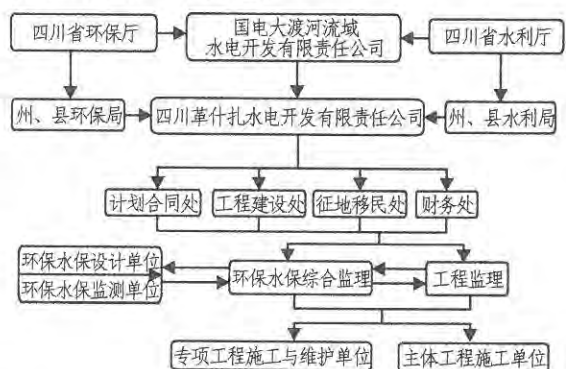 四川省环保厅
国电大渡河流域
水电开发有限责任公司
四川省水利厅
州、县环保局
四川革什扎水电开发有限责任公司
州、县水利局
计划合同处
工程建设处
征地移民处
财务处
环保水保设计单位
环保水保监测单位
环保水保综合监理
工程监理
专项工程施工与维护单位
主体工程施工单位